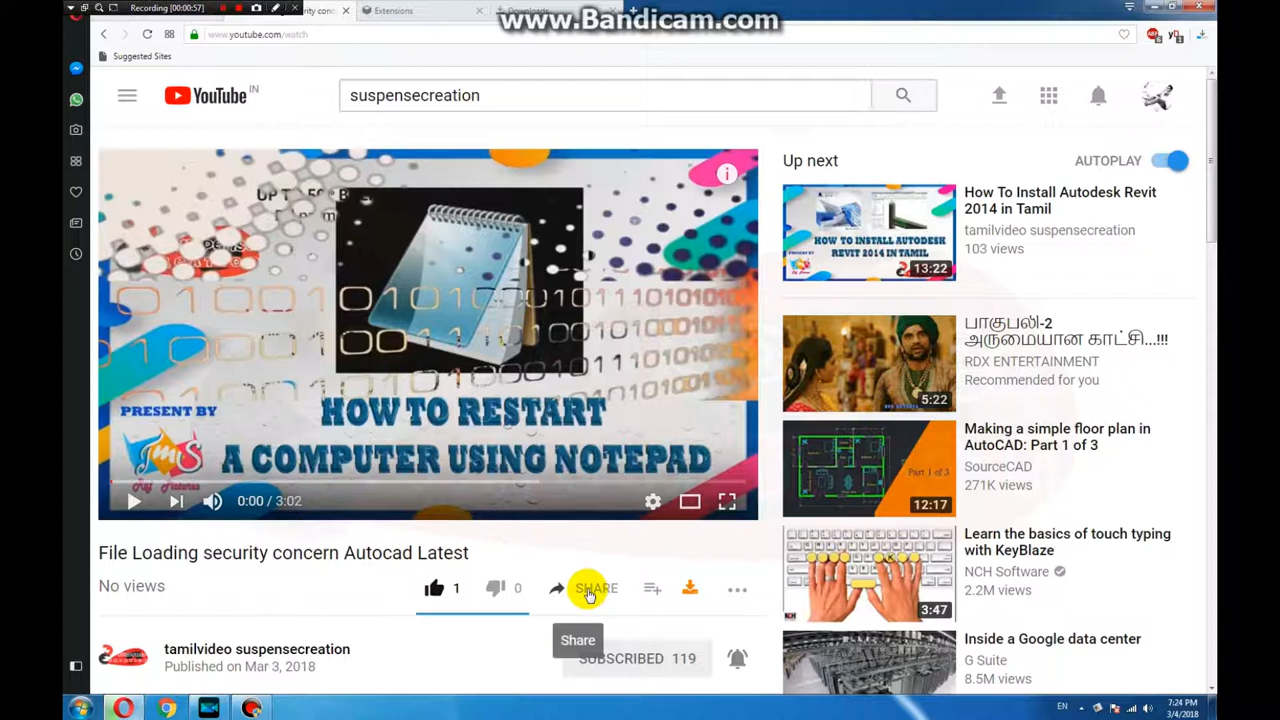 Recording [00:00:57]
Extensions
Downloads
www.Bandicam.com
www.youtube.com/watch
Suggested Sites
YouTube IN
suspensecreation
Up next
AUTOPLAY
HOW TO INSTALL AUTODESK
REVIT 2014 IN TAMIL
13:22
How To Install Autodesk Revit
2014 in Tamil
tamilvideo suspensecreation
103 views
5:22
பாகுபலி-2
அருமையான காட்சி...!!!
RDX ENTERTAINMENT
Recommended for you
Part 1 of 3
12:17
Making a simple floor plan in
AutoCAD: Part 1 of 3
SourceCAD
271K views
3:47
Learn the basics of touch typing
with KeyBlaze
NCH Software
2.2M views
Inside a Google data center
G Suite
8.5M views
PRESENT BY
Raj Pictures
HOW TO RESTART
A COMPUTER USING NOTEPAD
0:00 / 3:02
File Loading security concern Autocad Latest
No views
1
0
SHARE
Share
tamilvideo suspensecreation
Published on Mar 3, 2018
SUBSCRIBED 119
EN
7:24 PM
3/4/2018